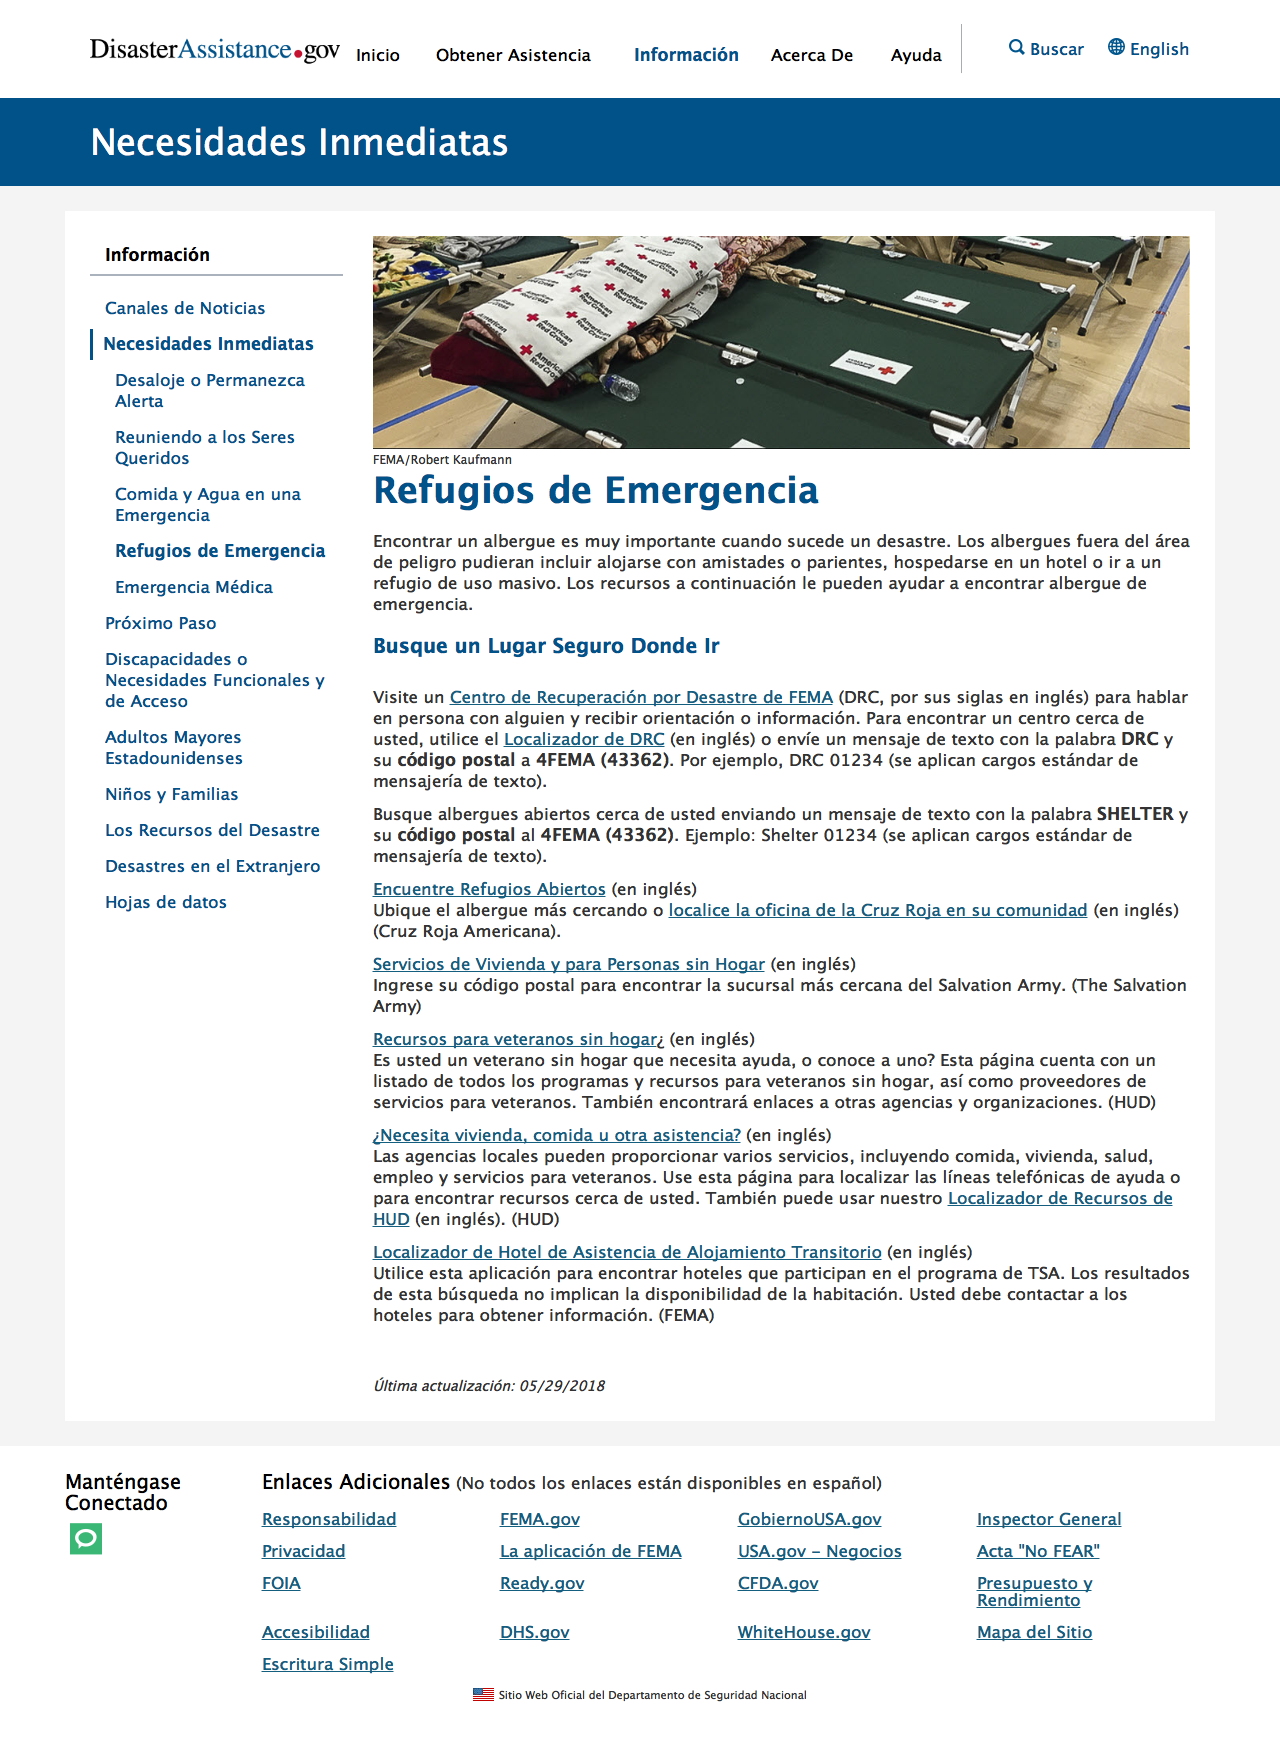 DisasterAssistance.gov
Inicio
Obtener Asistencia
Información
Acerca De
Ayuda
Buscar
English
Necesidades Inmediatas
Información
Canales de Noticias
Necesidades Inmediatas
Desaloje o Permanezca
Alerta
Reuniendo a los Seres
Queridos
Comida y Agua en una
Emergencia
Refugios de Emergencia
Emergencia Médica
Próximo Paso
Discapacidades o
Necesidades Funcionales y
de Acceso
Adultos Mayores
Estadounidenses
Niños y Familias
Los Recursos del Desastre
Desastres en el Extranjero
Hojas de datos
American
Red Cross
FEMA/Robert Kaufmann
Refugios de Emergencia
Encontrar un albergue es muy importante cuando sucede un desastre. Los albergues fuera del área
de peligro pudieran incluir alojarse con amistades o parientes, hospedarse en un hotel o ir a un
refugio de uso masivo. Los recursos a continuación le pueden ayudar a encontrar albergue de
emergencia.
Busque un Lugar Seguro Donde Ir
Visite un Centro de Recuperación por Desastre de FEMA (DRC, por sus siglas en inglés) para hablar
en persona con alguien y recibir orientación o información. Para encontrar un centro cerca de
usted, utilice el Localizador de DRC (en inglés) o envíe un mensaje de texto con la palabra DRC y
su código postal a 4FEMA (43362). Por ejemplo, DRC 01234 (se aplican cargos estándar de
mensajería de texto).
Busque albergues abiertos cerca de usted enviando un mensaje de texto con la palabra SHELTER y
su código postal al 4FEMA (43362). Ejemplo: Shelter 01234 (se aplican cargos estándar de
mensajería de texto).
Encuentre Refugios Abiertos (en inglés)
Ubique el albergue más cercando o localice la oficina de la Cruz Roja en su comunidad (en inglés)
(Cruz Roja Americana).
Servicios de Vivienda y para Personas sin Hogar (en inglés)
Ingrese su código postal para encontrar la sucursal más cercana del Salvation Army. (The Salvation
Army)
Recursos para veteranos sin hogar¿ (en inglés)
Es usted un veterano sin hogar que necesita ayuda, o conoce a uno? Esta página cuenta con un
listado de todos los programas y recursos para veteranos sin hogar, así como proveedores de
servicios para veteranos. También encontrará enlaces a otras agencias y organizaciones. (HUD)
¿Necesita vivienda, comida u otra asistencia? (en inglés)
Las agencias locales pueden proporcionar varios servicios, incluyendo comida, vivienda, salud,
empleo y servicios para veteranos. Use esta página para localizar las líneas telefónicas de ayuda o
para encontrar recursos cerca de usted. También puede usar nuestro Localizador de Recursos de
HUD (en inglés). (HUD)
Localizador de Hotel de Asistencia de Alojamiento Transitorio (en inglés)
Utilice esta aplicación para encontrar hoteles que participan en el programa de TSA. Los resultados
de esta búsqueda no implican la disponibilidad de la habitación. Usted debe contactar a los
hoteles para obtener información. (FEMA)
Última actualización: 05/29/2018
Manténgase
Conectado
Enlaces Adicionales (No todos los enlaces están disponibles en español)
Responsabilidad
FEMA.gov
GobiernoUSA.gov
Inspector General
Privacidad
La aplicación de FEMA
USA.gov – Negocios
Acta "No FEAR"
FOIA
Ready.gov
CFDA.gov
Presupuesto y
Rendimiento
Accesibilidad
DHS.gov
WhiteHouse.gov
Mapa del Sitio
Escritura Simple
Sitio Web Oficial del Departamento de Seguridad Nacional